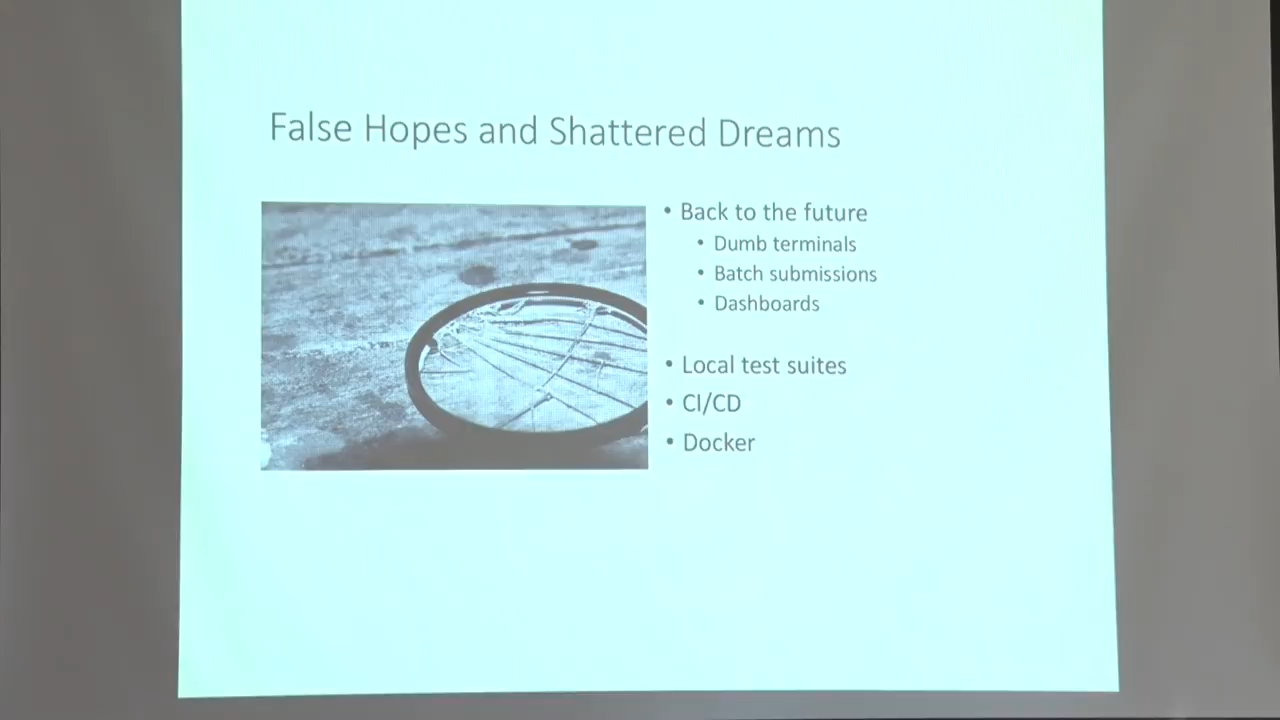 False Hopes and Shattered Dreams
• Back to the future
• Dumb terminals
• Batch submissions
• Dashboards
• Local test suites
• CI/CD
• Docker